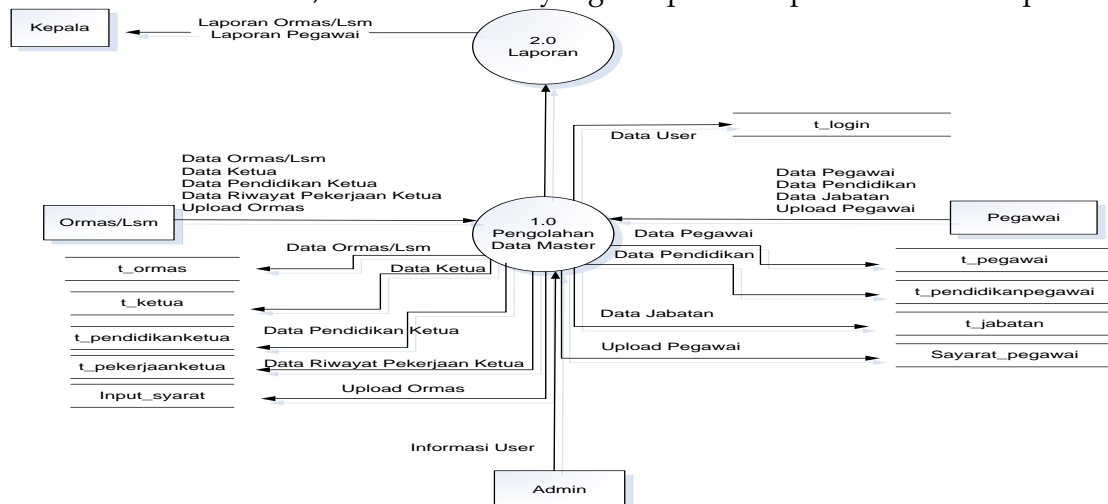 yang
Kepala
Laporan Ormas/Lsm
Laporan Pegawai
2.0
Laporan
t_login
Data User
Data Ormas/Lsm
Data Ketua
Data Pendidikan Ketua
Data Riwayat Pekerjaan Ketua
Upload Ormas
Data Pegawai
Data Pendidikan
Data Jabatan
Upload Pegawai
Ormas/Lsm
1.0
Pengolahan
Data Master
Pegawai
Data Ormas/Lsm
Data Pegawai
t_ormas
Data Ketua
Data Pendidikan
t_pegawai
t_ketua
t_pendidikanpegawai
Data Pendidikan Ketua
Data Jabatan
t_jabatan
t_pendidikanketua
t_pekerjaanketua
Data Riwayat Pekerjaan Ketua
Upload Pegawai
Sayarat_pegawai
Input_syarat
Upload Ormas
Informasi User
Admin